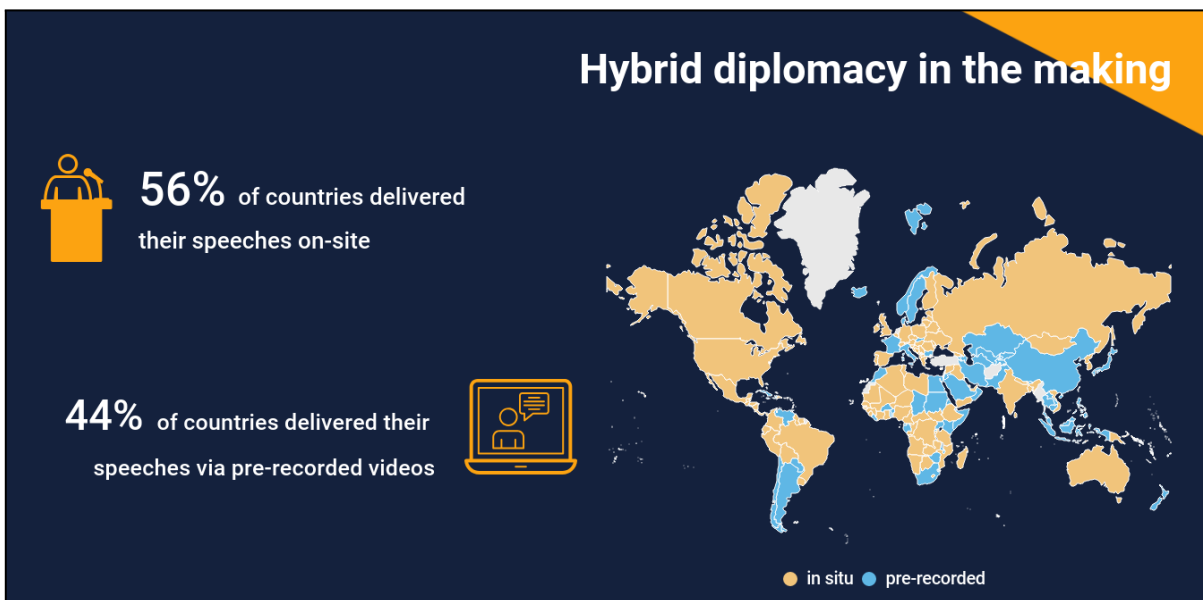 Hybrid diplomacy in the making
56% of countries delivered
their speeches on-site
44% of countries delivered their
speeches via pre-recorded videos
in situ pre-recorded